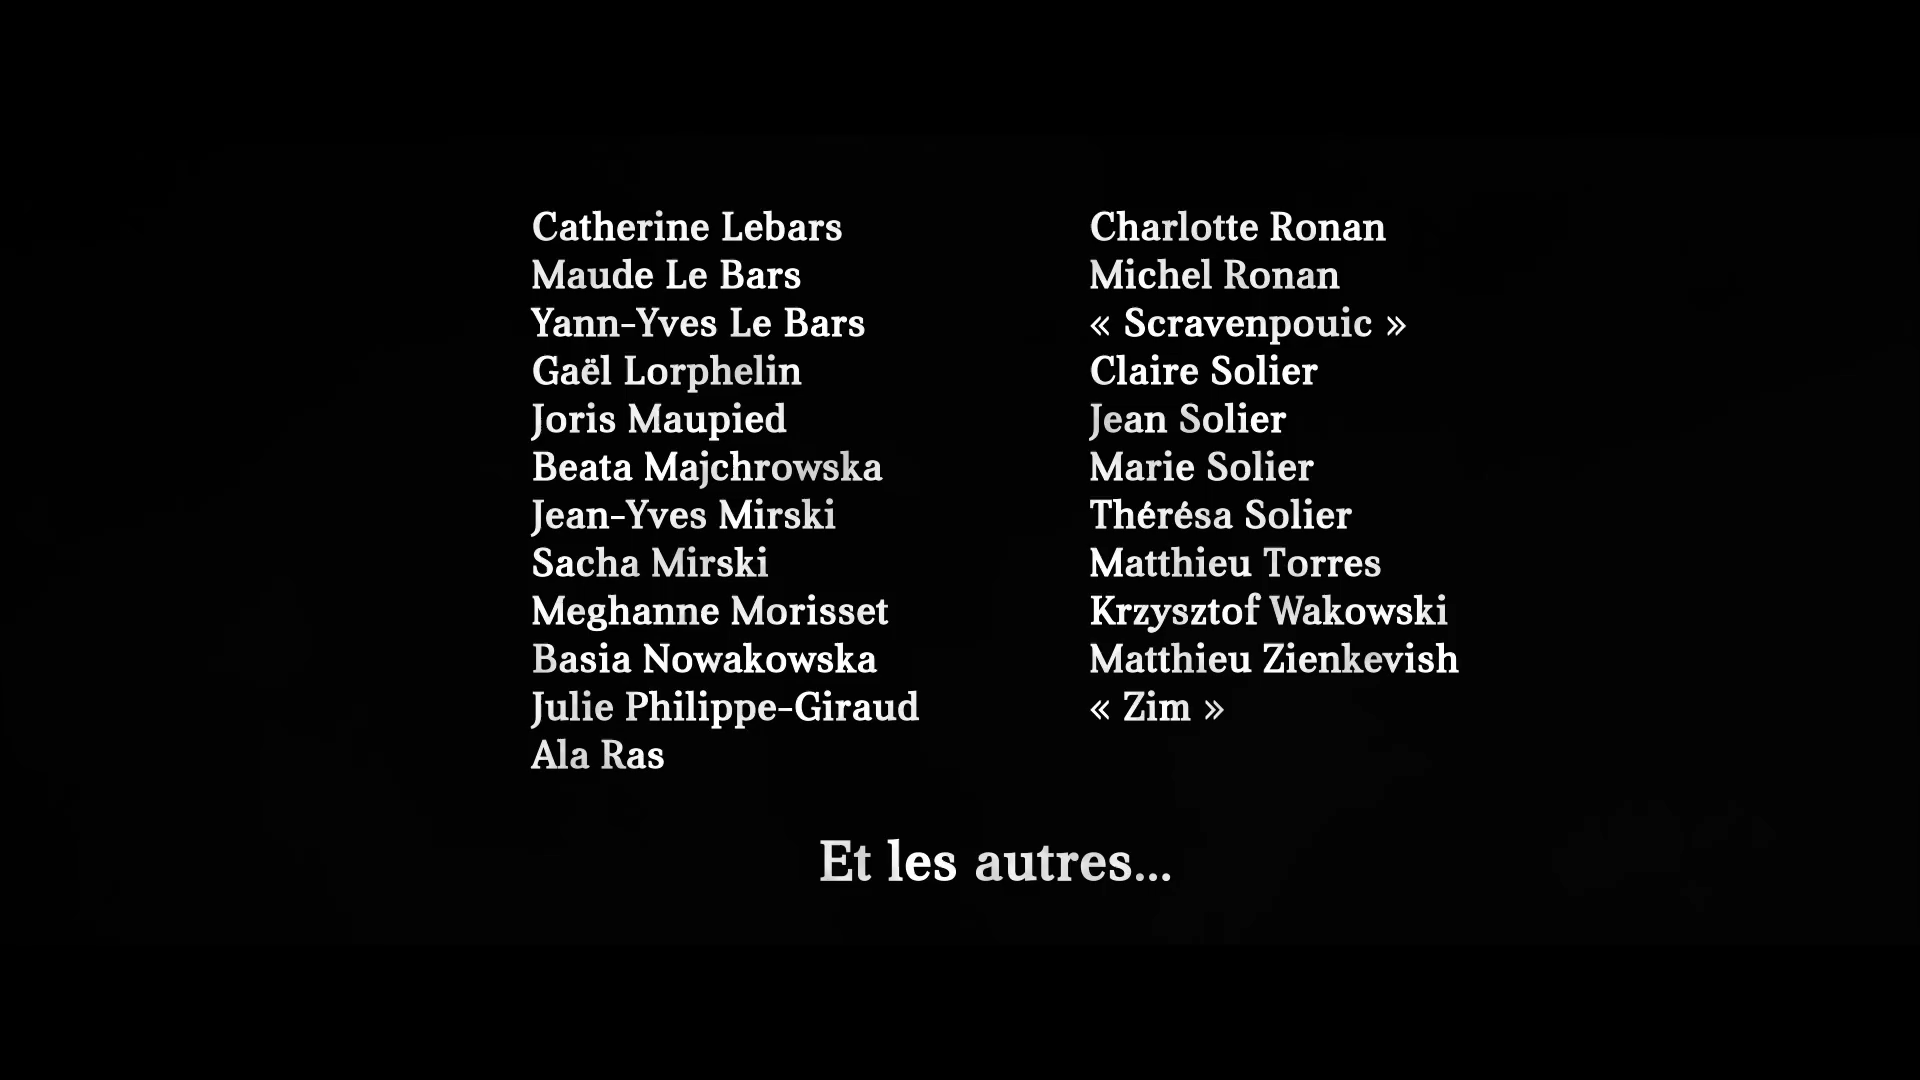 Catherine Lebars
Maude Le Bars
Yann-Yves Le Bars
Gaël Lorphelin
Joris Maupied
Beata Majchrowska
Jean-Yves Mirski
Sacha Mirski
Meghanne Morisset
Basia Nowakowska
Julie Philippe-Giraud
Ala Ras
Charlotte Ronan
Michel Ronan
« Scravenpouic »
Claire Solier
Jean Solier
Marie Solier
Thérésa Solier
Matthieu Torres
Krzysztof Wakowski
Matthieu Zienkevish
« Zim »
Et les autres...